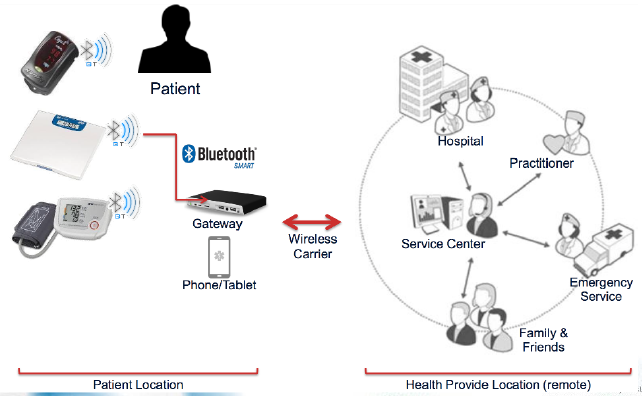 BT
Patient
BT
Bluetooth®
SMART
BT
Gateway
Phone/Tablet
Wireless
Carrier
Hospital
Practitioner
Service Center
Emergency
Service
Family &
Friends
Patient Location
Health Provide Location (remote)